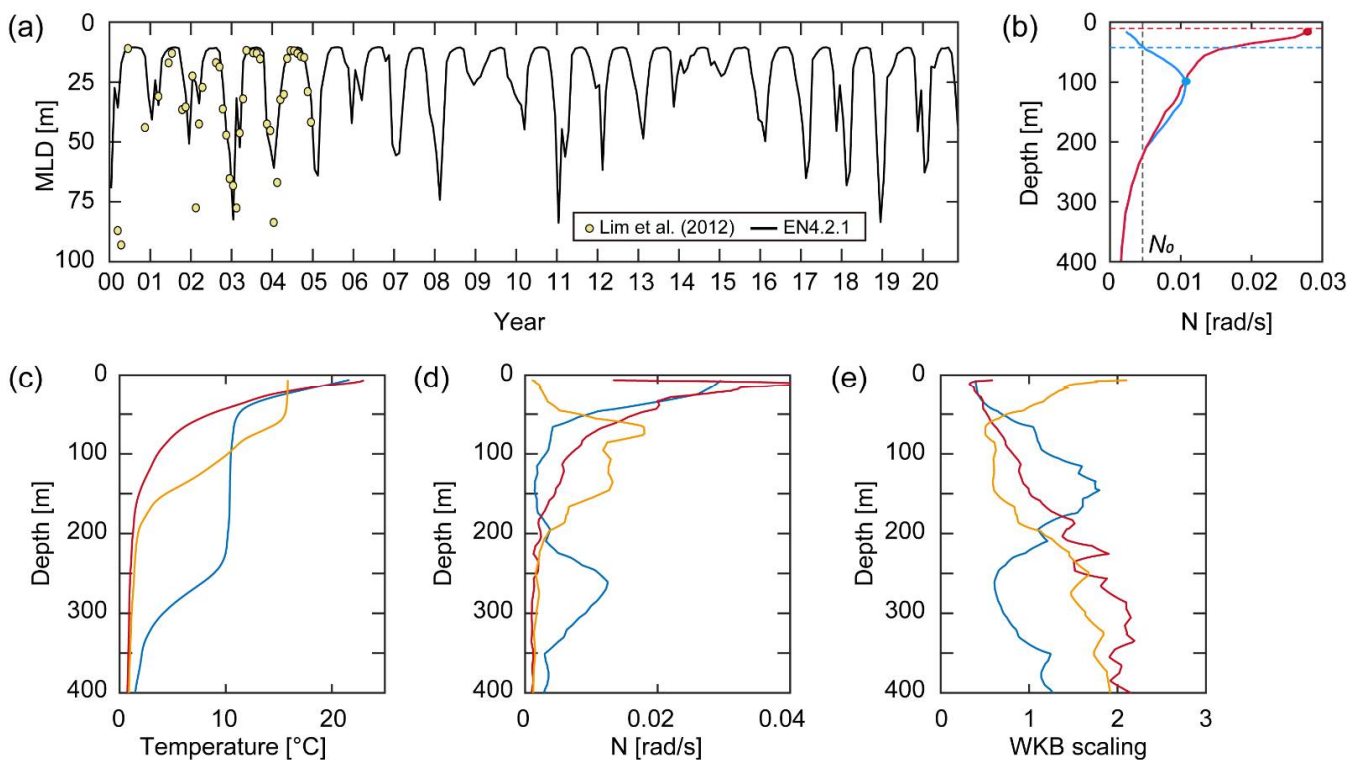 (a)
0
25
50
75
100
MLD [m]
Lim et al. (2012) EN4.2.1
00 01 02 03 04 05 06 07 08 09 10 11 12 13 14 15 16 17 18 19 20
Year
(b)
0
100
200
300
400
Depth [m]
N₀
0 0.01 0.02 0.03
N [rad/s]
(c)
0
100
200
300
400
Depth [m]
0 10 20
Temperature [°C]
(d)
0
100
200
300
400
Depth [m]
0 0.02 0.04
N [rad/s]
(e)
0
100
200
300
400
Depth [m]
0 1 2 3
WKB scaling